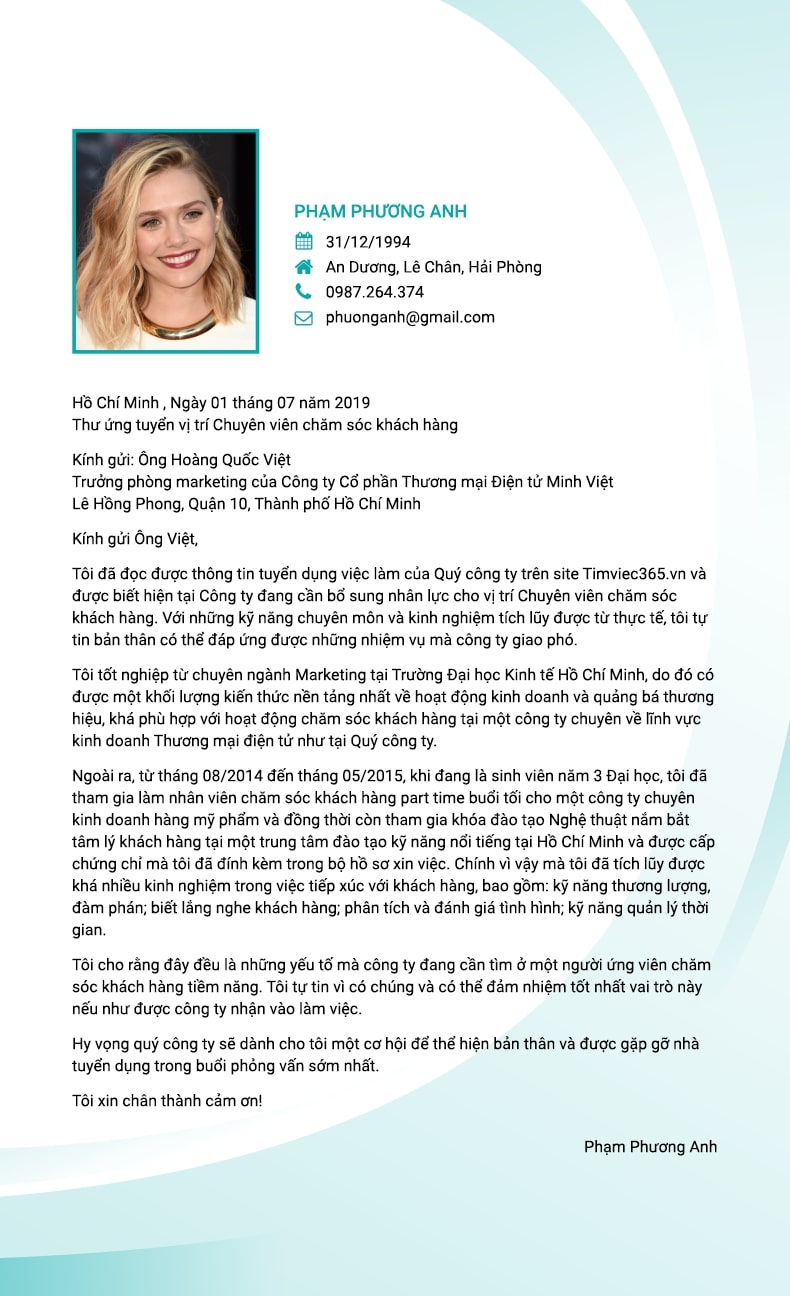 PHẠM PHƯƠNG ANH
31/12/1994
An Dương, Lê Chân, Hải Phòng
0987.264.374
phuonganh@gmail.com
Hồ Chí Minh , Ngày 01 tháng 07 năm 2019
Thư ứng tuyển vị trí Chuyên viên chăm sóc khách hàng
Kính gửi: Ông Hoàng Quốc Việt
Trưởng phòng marketing của Công ty Cổ phần Thương mại Điện tử Minh Việt
Lê Hồng Phong, Quận 10, Thành phố Hồ Chí Minh
Kính gửi Ông Việt,
Tôi đã đọc được thông tin tuyển dụng việc làm của Quý công ty trên site Timviec365.vn và
được biết hiện tại Công ty đang cần bổ sung nhân lực cho vị trí Chuyên viên chăm sóc
khách hàng. Với những kỹ năng chuyên môn và kinh nghiệm tích lũy được từ thực tế, tôi tự
tin bản thân có thể đáp ứng được những nhiệm vụ mà công ty giao phó.
Tôi tốt nghiệp từ chuyên ngành Marketing tại Trường Đại học Kinh tế Hồ Chí Minh, do đó có
được một khối lượng kiến thức nền tảng nhất về hoạt động kinh doanh và quảng bá thương
hiệu, khá phù hợp với hoạt động chăm sóc khách hàng tại một công ty chuyên về lĩnh vực
kinh doanh Thương mại điện tử như tại Quý công ty.
Ngoài ra, từ tháng 08/2014 đến tháng 05/2015, khi đang là sinh viên năm 3 Đại học, tôi đã
tham gia làm nhân viên chăm sóc khách hàng part time buổi tối cho một công ty chuyên
kinh doanh hàng mỹ phẩm và đồng thời còn tham gia khóa đào tạo Nghệ thuật nắm bắt
tâm lý khách hàng tại một trung tâm đào tạo kỹ năng nổi tiếng tại Hồ Chí Minh và được cấp
chứng chỉ mà tôi đã đính kèm trong bộ hồ sơ xin việc. Chính vì vậy mà tôi đã tích lũy được
khá nhiều kinh nghiệm trong việc tiếp xúc với khách hàng, bao gồm: kỹ năng thương lượng,
đàm phán; biết lắng nghe khách hàng; phân tích và đánh giá tình hình; kỹ năng quản lý thời
gian.
Tôi cho rằng đây đều là những yếu tố mà công ty đang cần tìm ở một người ứng viên chăm
sóc khách hàng tiềm năng. Tôi tự tin vì có chúng và có thể đảm nhiệm tốt nhất vai trò này
nếu như được công ty nhận vào làm việc.
Hy vọng quý công ty sẽ dành cho tôi một cơ hội để thể hiện bản thân và được gặp gỡ nhà
tuyển dụng trong buổi phỏng vấn sớm nhất.
Tôi xin chân thành cảm ơn!
Phạm Phương Anh